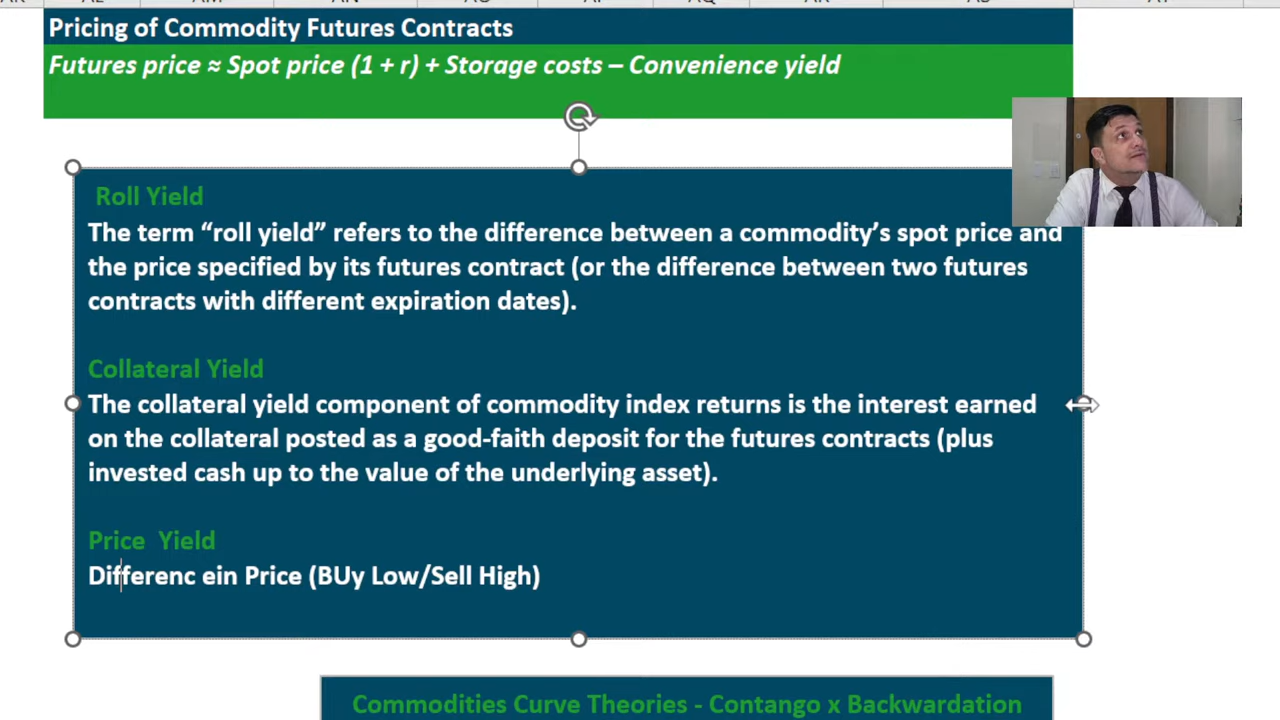 Pricing of Commodity Futures Contracts
Futures price ≈ Spot price (1 + r) + Storage costs – Convenience yield
Roll Yield
The term “roll yield” refers to the difference between a commodity’s spot price and
the price specified by its futures contract (or the difference between two futures
contracts with different expiration dates).
Collateral Yield
The collateral yield component of commodity index returns is the interest earned
on the collateral posted as a good-faith deposit for the futures contracts (plus
invested cash up to the value of the underlying asset).
Price  Yield
Differenc ein Price (BUy Low/Sell High)
Commodities Curve Theories - Contango x Backwardation